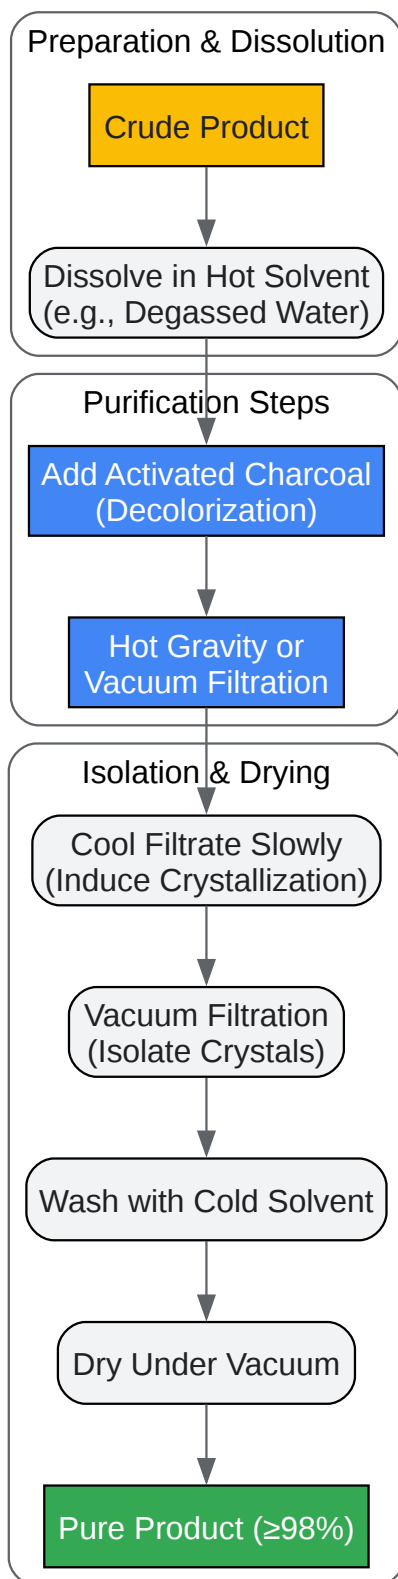 Preparation & Dissolution
Crude Product
Dissolve in Hot Solvent
(e.g., Degassed Water)
Purification Steps
Add Activated Charcoal
(Decolorization)
Hot Gravity or
Vacuum Filtration
Isolation & Drying
Cool Filtrate Slowly
(Induce Crystallization)
Vacuum Filtration
(Isolate Crystals)
Wash with Cold Solvent
Dry Under Vacuum
Pure Product (≥98%)